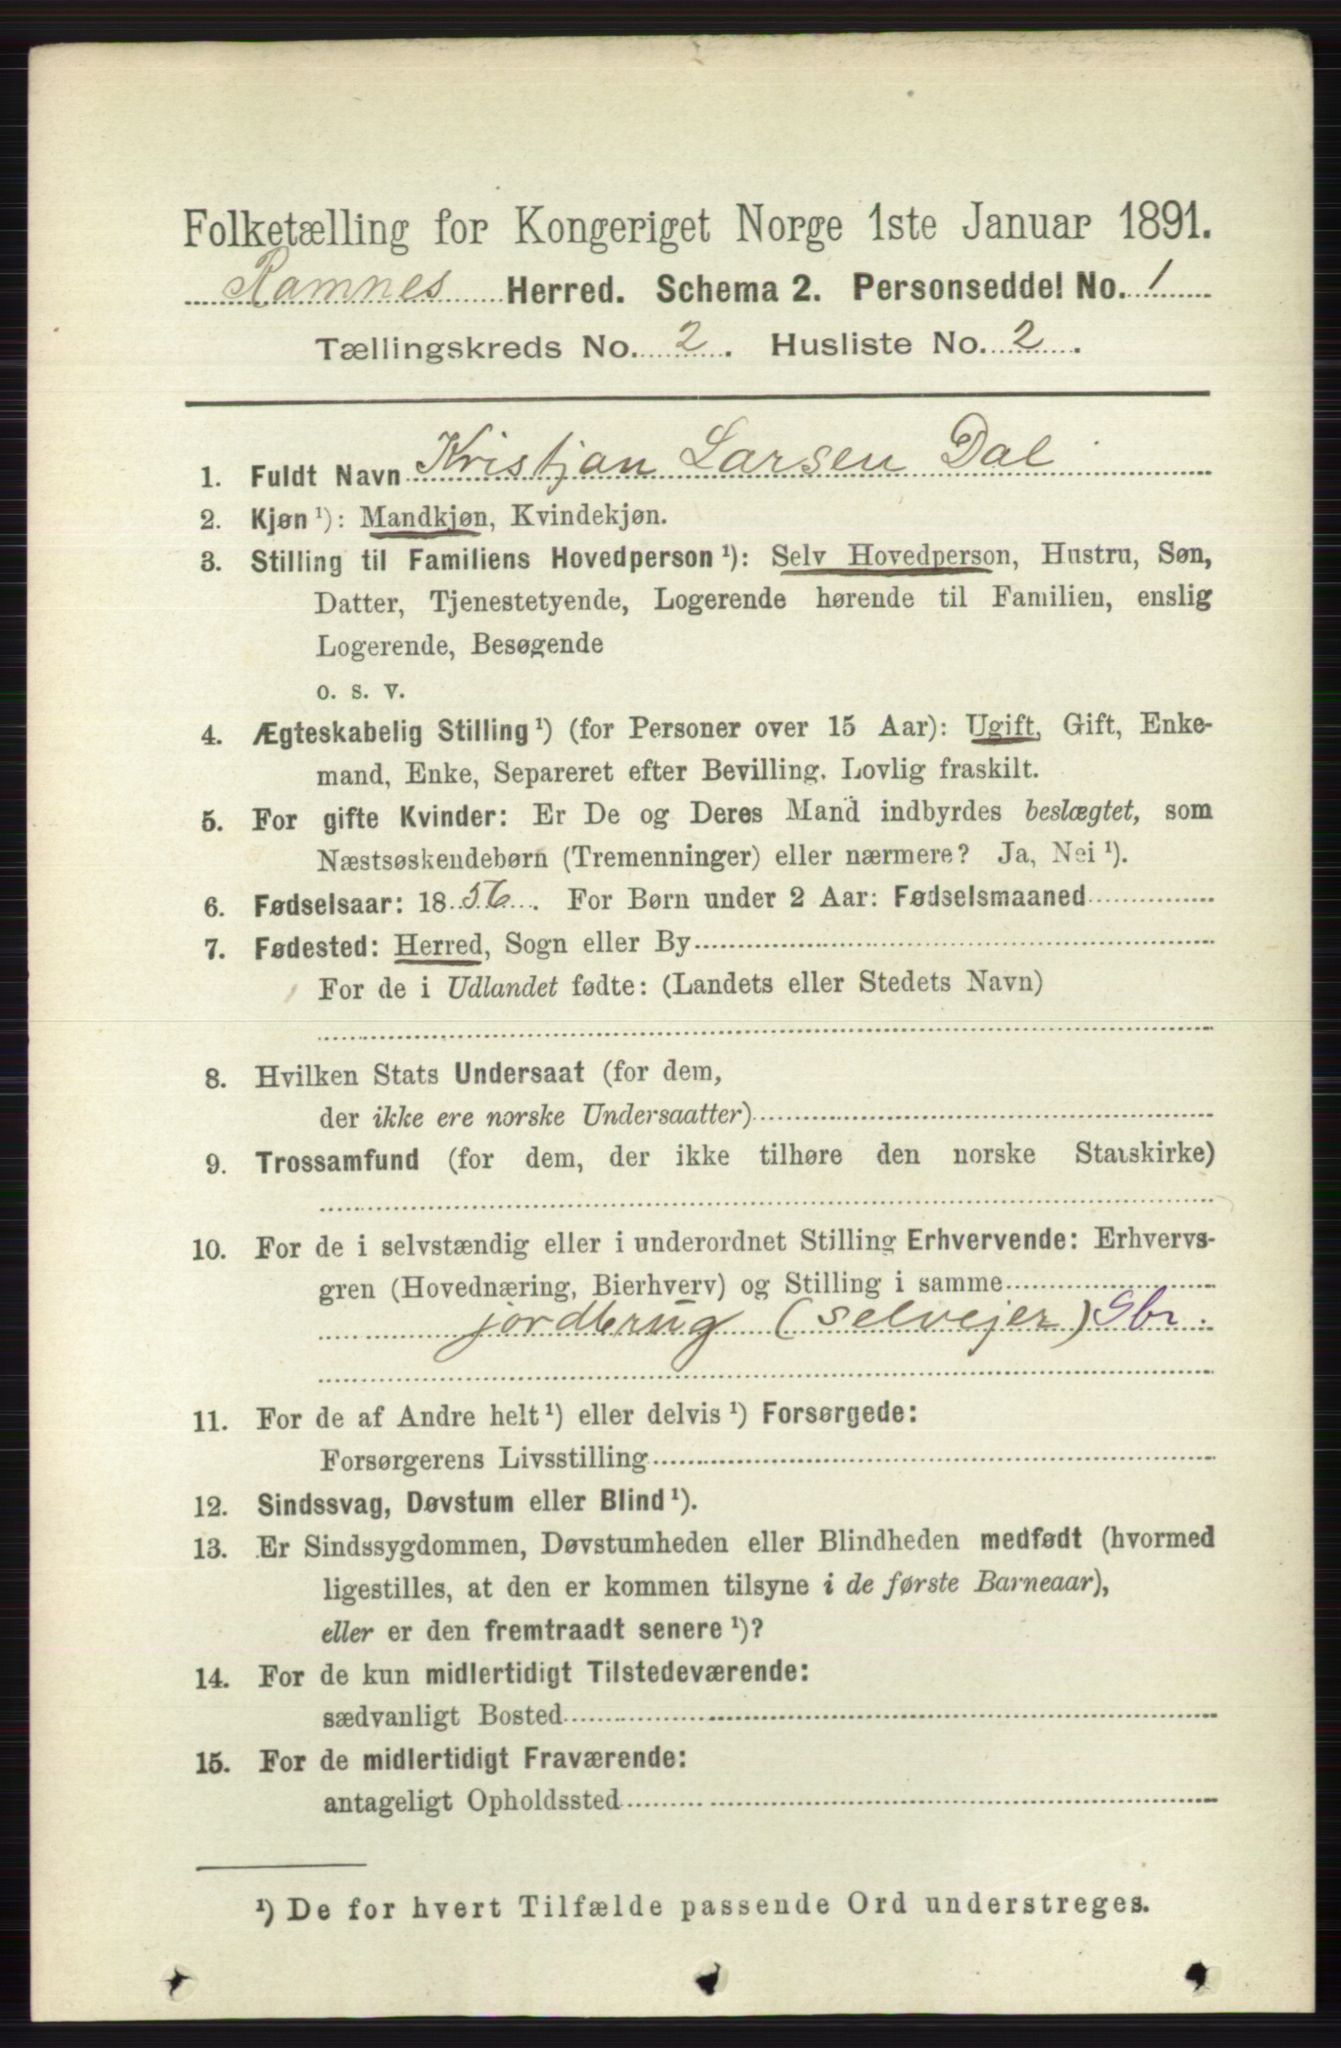 Folketælling for Kongeriget Norge 1ste Januar 1891.
Ramnes Herred. Schema 2. Personseddel No. 1
Tællingskreds No. 2. Husliste No. 2.
1. Fuldt Navn Kristjan Larsen Dal
2. Kjøn ¹): Mandkjøn, Kvindekjøn.
3. Stilling til Familiens Hovedperson ¹): Selv Hovedperson, Hustru, Søn,
Datter, Tjenestetyende, Logerende hørende til Familien, enslig
Logerende, Besøgende
o. s. v.
4. Ægteskabelig Stilling ¹) (for Personer over 15 Aar): Ugift, Gift, Enke-
mand, Enke, Separeret efter Bevilling. Lovlig fraskilt.
5. For gifte Kvinder: Er De og Deres Mand indbyrdes beslægtet, som
Næstsøskendebørn (Tremenninger) eller nærmere? Ja, Nei ¹).
6. Fødselsaar: 1856. For Børn under 2 Aar: Fødselsmaaned
7. Fødested: Herred, Sogn eller By
For de i Udlandet fødte: (Landets eller Stedets Navn)
8. Hvilken Stats Undersaat (for dem,
der ikke ere norske Undersaatter)
9. Trossamfund (for dem, der ikke tilhøre den norske Statskirke)
10. For de i selvstændig eller i underordnet Stilling Erhvervende: Erhvervs-
gren (Hovednæring, Bierhverv) og Stilling i samme
jordbrug (selvejer) Gbr.
11. For de af Andre helt ¹) eller delvis ¹) Forsørgede:
Forsørgerens Livsstilling
12. Sindssvag, Døvstum eller Blind ¹).
13. Er Sindssygdommen, Døvstumheden eller Blindheden medfødt (hvormed
ligestilles, at den er kommen tilsyne i de første Barneaar),
eller er den fremtraadt senere ¹)?
14. For de kun midlertidigt Tilstedeværende:
sædvanligt Bosted
15. For de midlertidigt Fraværende:
antageligt Opholdssted
¹) De for hvert Tilfælde passende Ord understreges.